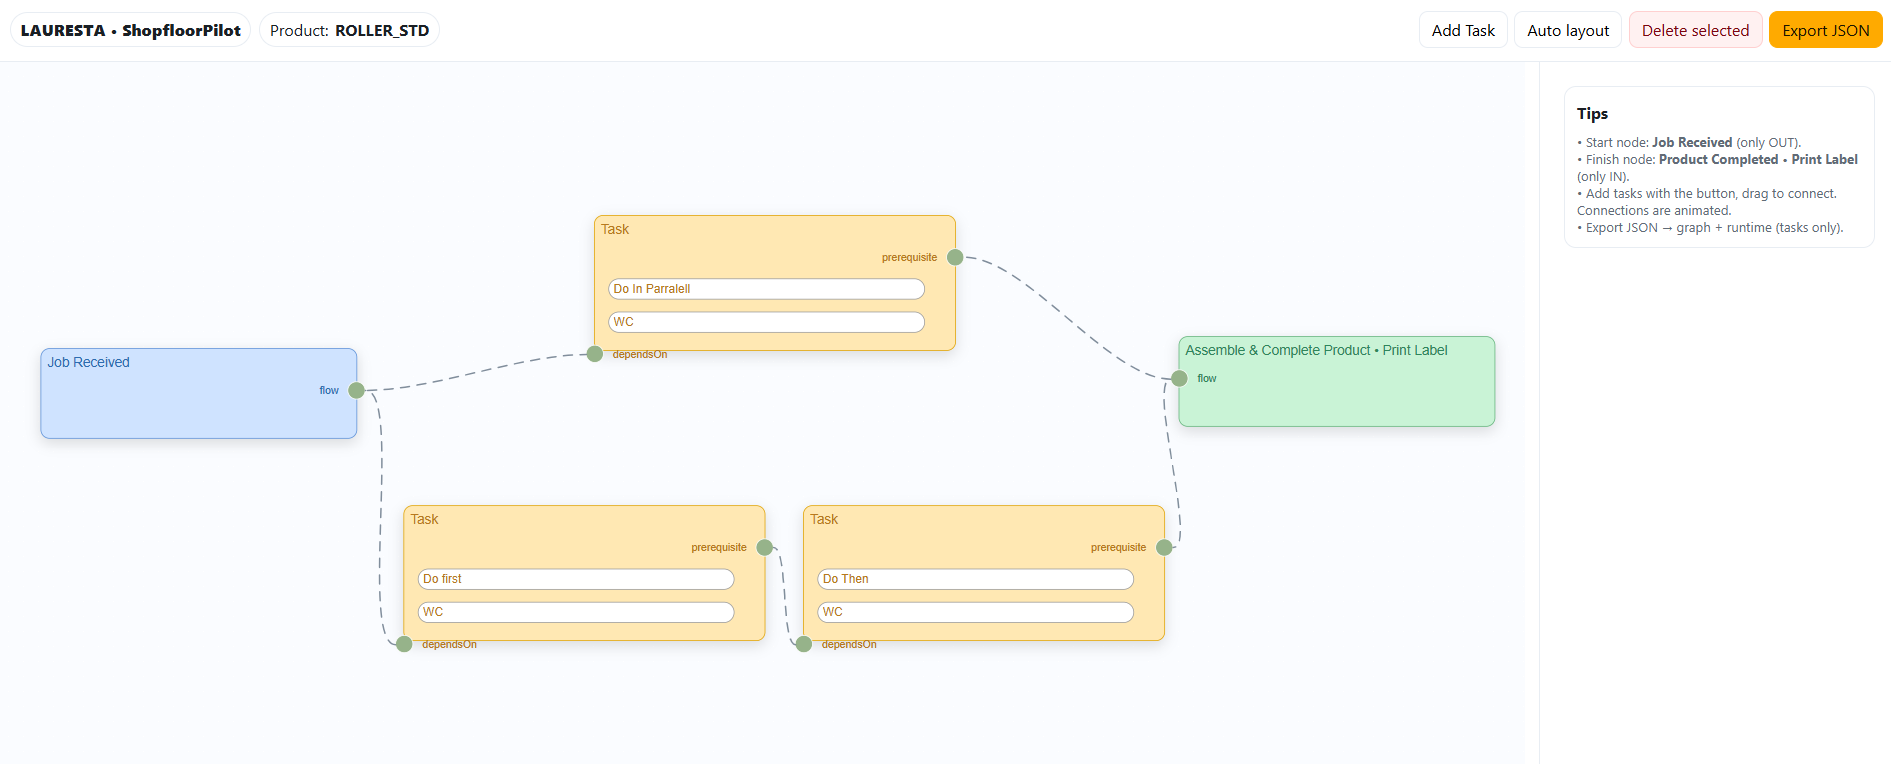 LAURESTA • ShopfloorPilot
Product: ROLLER_STD
Add Task
Auto layout
Delete selected
Export JSON
Tips
• Start node: Job Received (only OUT).
• Finish node: Product Completed • Print Label
(only IN).
• Add tasks with the button, drag to connect.
Connections are animated.
• Export JSON → graph + runtime (tasks only).
Task
prerequisite
Do In Parralell
WC
dependsOn
Job Received
flow
Assemble & Complete Product • Print Label
flow
Task
prerequisite
Do first
WC
dependsOn
Task
prerequisite
Do Then
WC
dependsOn